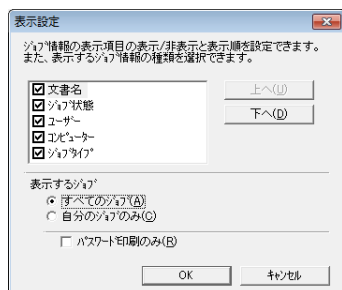 表示設定
ｼﾞｮﾌﾞ情報の表示項目の表示/非表示と表示順を設定できます。
また、表示するｼﾞｮﾌﾞ情報の種類を選択できます。
文書名
ｼﾞｮﾌﾞ状態
ﾕｰｻﾞｰ
ｺﾝﾋﾟｭｰﾀｰ
ｼﾞｮﾌﾞﾀｲﾌﾟ
上へ(U)
下へ(D)
表示するｼﾞｮﾌﾞ
すべてのｼﾞｮﾌﾞ(A)
自分のｼﾞｮﾌﾞのみ(C)
ﾊﾟｽﾜｰﾄﾞ印刷のみ(R)
OK
ｷｬﾝｾﾙ